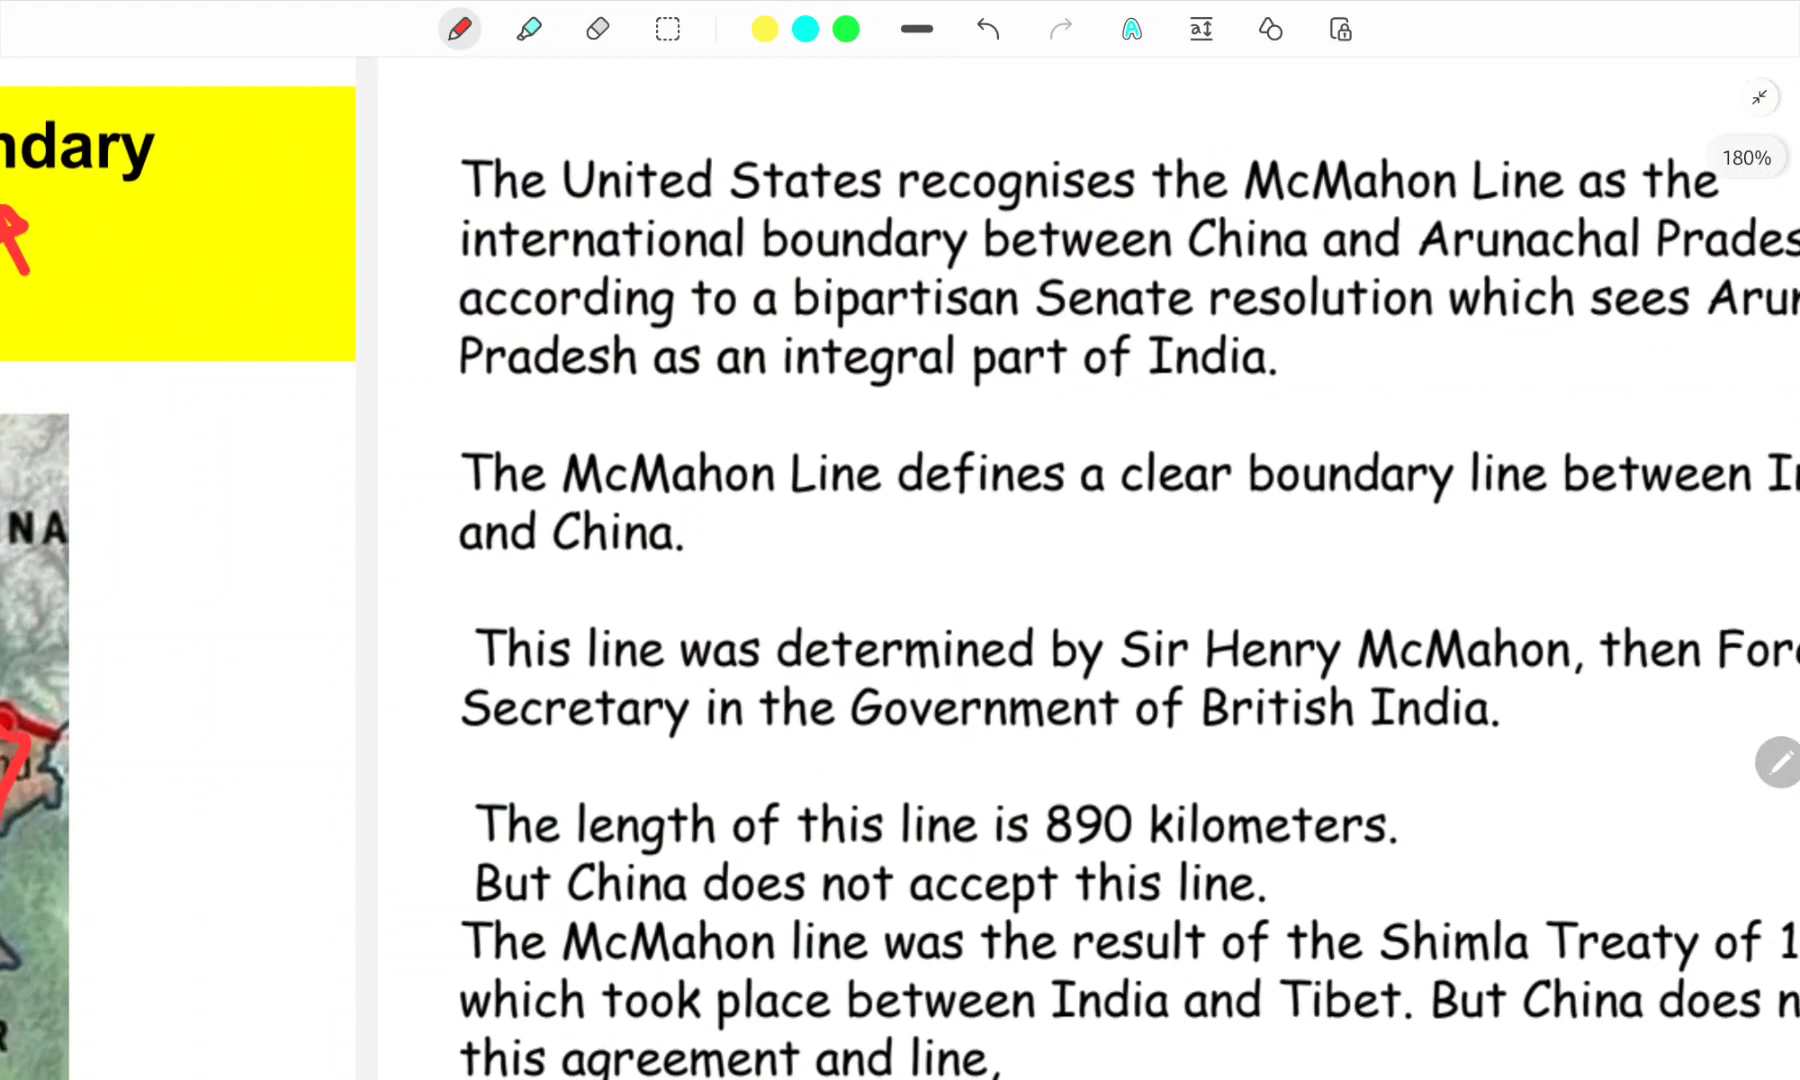 ndary
180%
The United States recognises the McMahon Line as the
international boundary between China and Arunachal
according to a bipartisan Senate resolution which sees
Pradesh as an integral part of India.
The McMahon Line defines a clear boundary line between
and China.
This line was determined by Sir Henry McMahon, then
Secretary in the Government of British India.
The length of this line is 890 kilometers.
But China does not accept this line.
The McMahon line was the result of the Shimla Treaty of
which took place between India and Tibet. But China does
this agreement and line,
NA
R